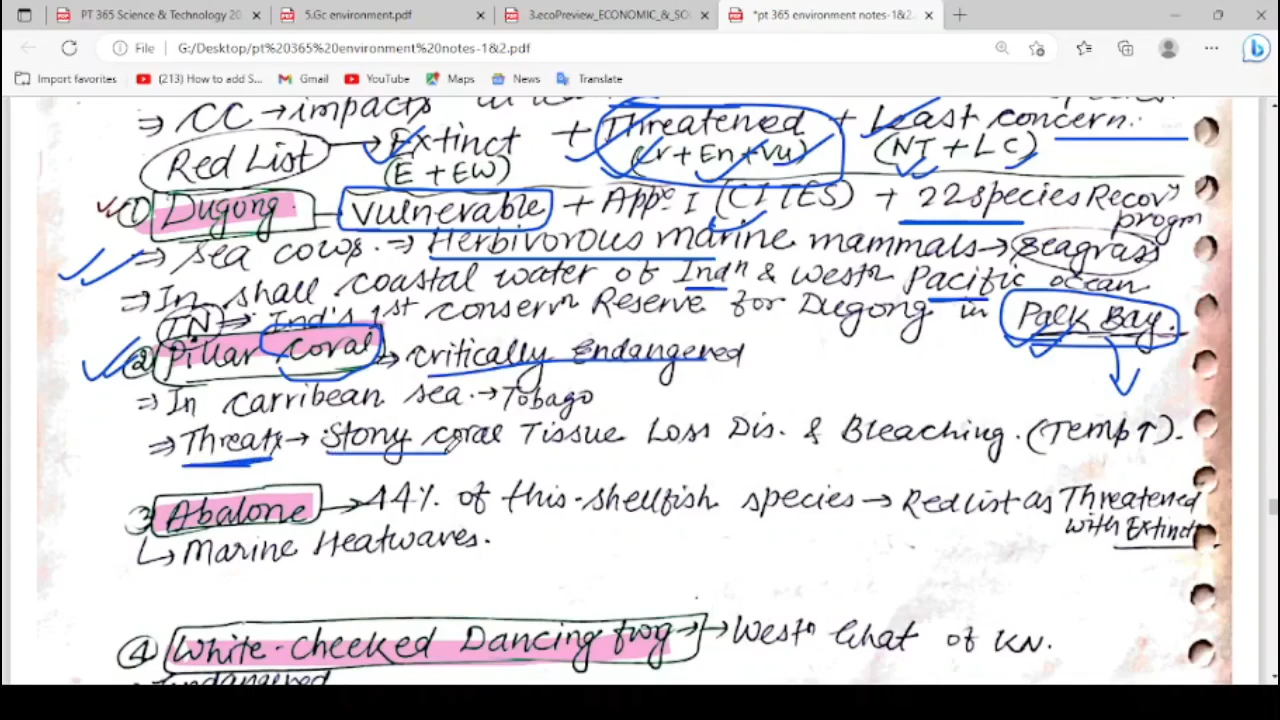 PT 365 Science & Technology 20
5.Gc environment.pdf
3.ecoPreview_ECONOMIC_&_SO
*pt 365 environment notes-1&2.
File
G:/Desktop/pt%20365%20environment%20notes-1&2.pdf
Import favorites
(213) How to add S...
Gmail
YouTube
Maps
News
Translate
⇒ CC → impacts
Red List → Extinct + Threatened + Least concern.
(E + EW) (Cr + En + Vu) (NT + LC)
① Dugong - Vulnerable + App. I (CITES) + 22 species Recovy progm
⇒ sea cows. ⇒ Herbivorous marine mammals → seagrass
⇒ In shall coastal water of Indn & westn Pacific ocean
TN ⇒ Ind's 1st conservn Reserve for Dugong in Palk Bay.
② Pillar coral → critically Endangered
⇒ In carribean sea. → Tobago
⇒ Threats → Stony coral Tissue Loss Dis. & Bleaching. (Temp↑).
③ Abalone → 44% of this shellfish species → Redlist as Threatened with Extinct
↳ Marine Heatwaves.
④ White-cheeked Dancing frog → Westn Ghat of KN.
Endangered